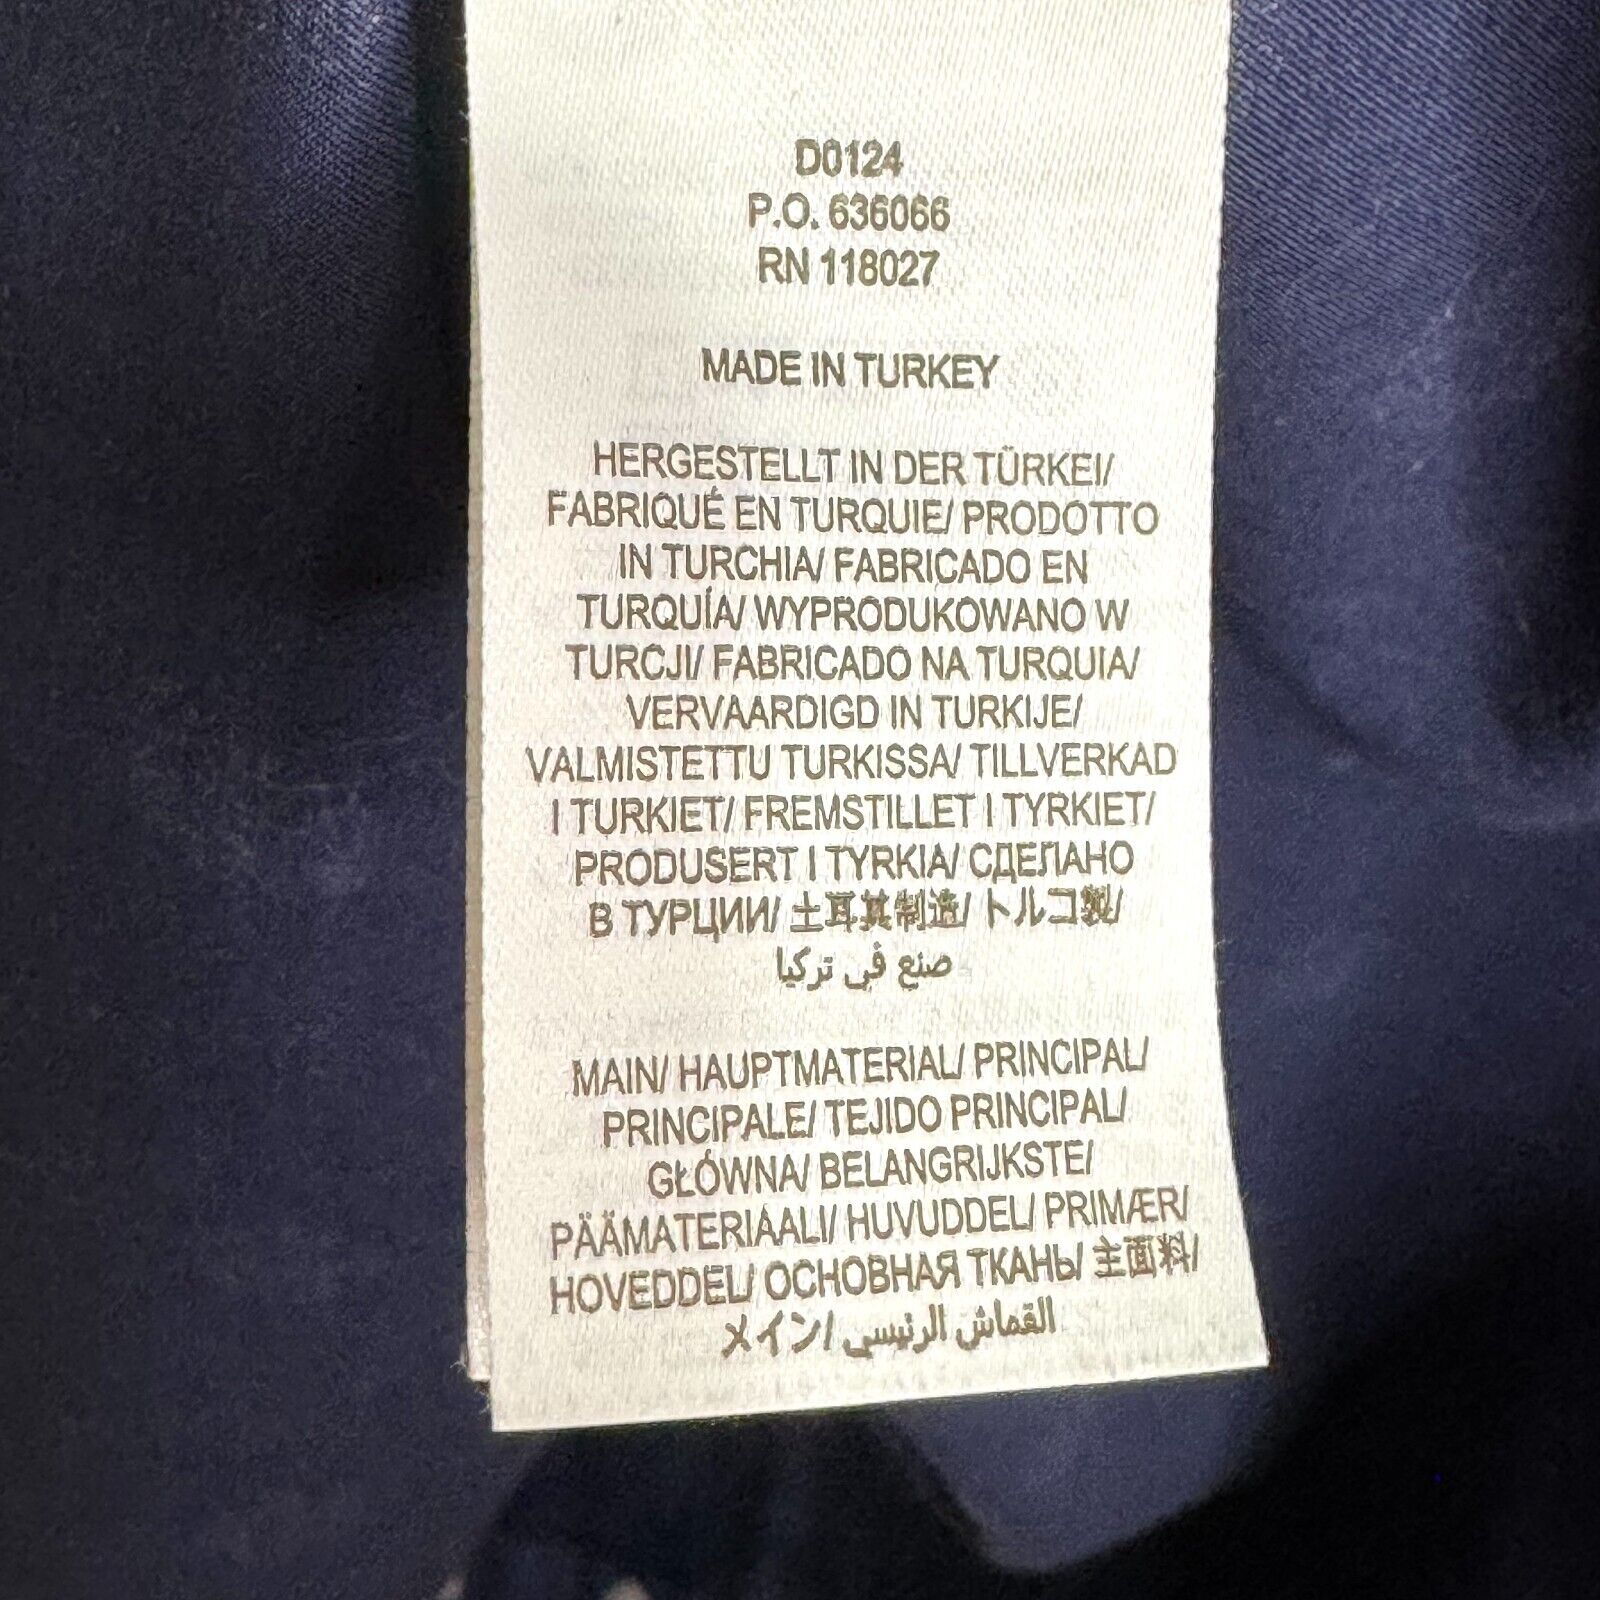 D0124
P.O. 636066
RN 118027
MADE IN TURKEY
HERGESTELLT IN DER TÜRKEI/
FABRIQUÉ EN TURQUIE/ PRODOTTO
IN TURCHIA/ FABRICADO EN
TURQUÍA/ WYPRODUKOWANO W
TURCJI/ FABRICADO NA TURQUIA/
VERVAARDIGD IN TURKIJE/
VALMISTETTU TURKISSA/ TILLVERKAD
I TURKIET/ FREMSTILLET I TYRKIET/
PRODUSERT I TYRKIA/ СДЕЛАНО
В ТУРЦИИ/ 土耳其制造/ トルコ製/
صنع في تركيا
MAIN/ HAUPTMATERIAL/ PRINCIPAL/
PRINCIPALE/ TEJIDO PRINCIPAL/
GŁÓWNA/ BELANGRIJKSTE/
PÄÄMATERIAALI/ HUVUDDEL/ PRIMÆR/
HOVEDDEL/ ОСНОВНАЯ ТКАНЬ/ 主面料/
メイン/ القماش الرئيسي